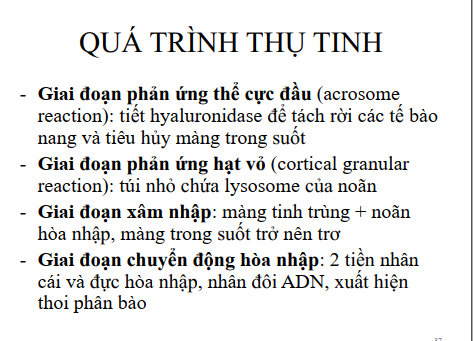 QUÁ TRÌNH THỤ TINH
- Giai đoạn phản ứng thể cực đầu (acrosome
reaction): tiết hyaluronidase để tách rời các tế bào
nang và tiêu hủy màng trong suốt
- Giai đoạn phản ứng hạt vỏ (cortical granular
reaction): túi nhỏ chứa lysosome của noãn
- Giai đoạn xâm nhập: màng tinh trùng + noãn
hòa nhập, màng trong suốt trở nên trơ
- Giai đoạn chuyển động hòa nhập: 2 tiền nhân
cái và đực hòa nhập, nhân đôi ADN, xuất hiện
thoi phân bào